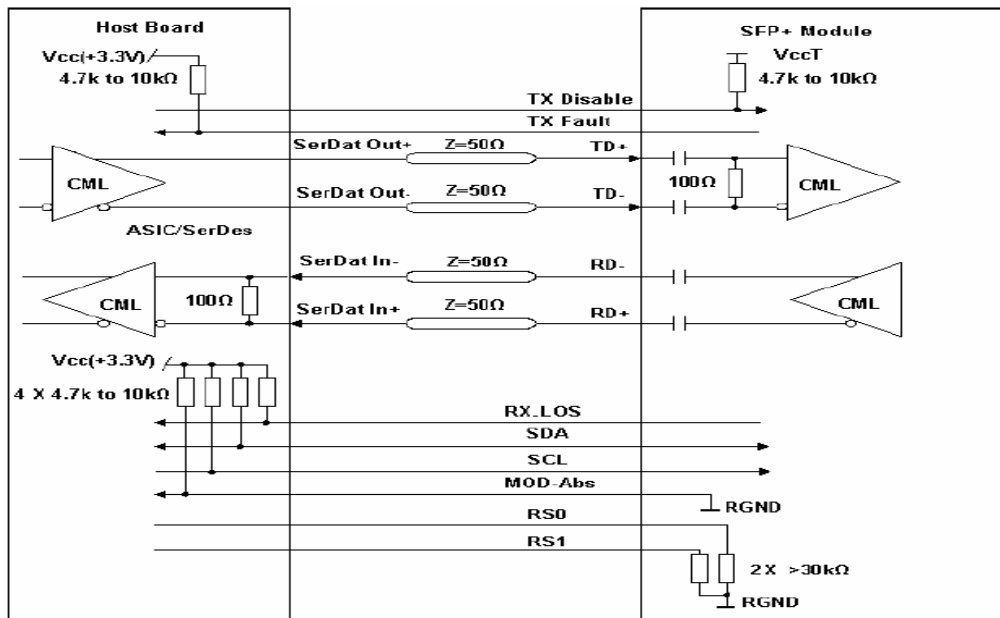 Host Board
SFP+ Module
Vcc(+3.3V)
4.7k to 10kΩ
VccT
4.7k to 10kΩ
TX Disable
TX Fault
SerDat Out+
Z=50Ω
TD+
CML
SerDat Out-
Z=50Ω
TD-
100Ω
CML
ASIC/SerDes
SerDat In-
Z=50Ω
RD-
CML
100Ω
SerDat In+
Z=50Ω
RD+
CML
Vcc(+3.3V)
4 X 4.7k to 10kΩ
RX-LOS
SDA
SCL
MOD-Abs
RGND
RS0
RS1
2X >30kΩ
RGND